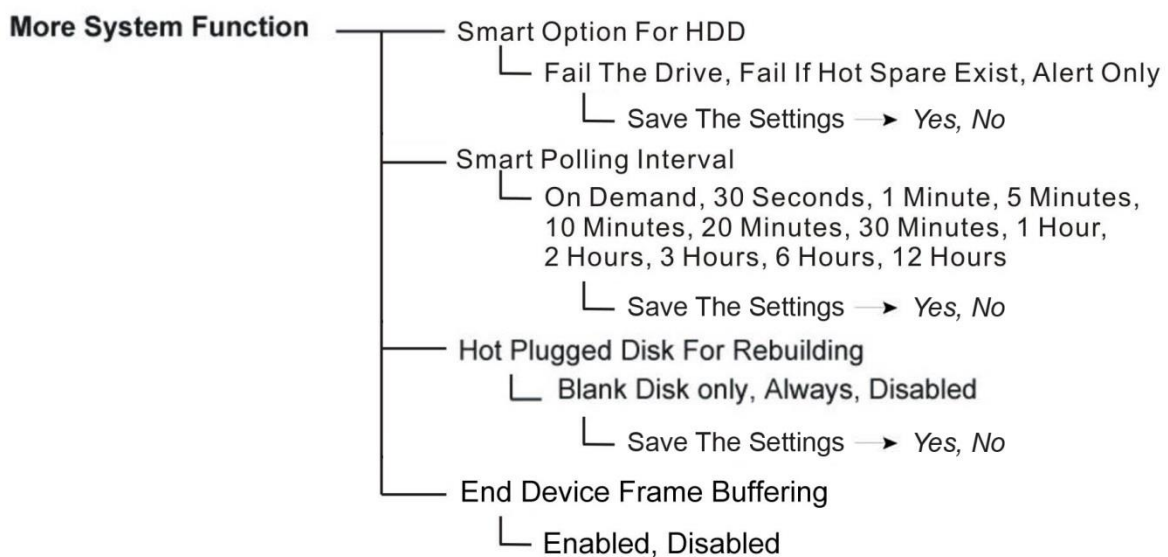 More System Function
Smart Option For HDD
Fail The Drive, Fail If Hot Spare Exist, Alert Only
Save The Settings → Yes, No
Smart Polling Interval
On Demand, 30 Seconds, 1 Minute, 5 Minutes,
10 Minutes, 20 Minutes, 30 Minutes, 1 Hour,
2 Hours, 3 Hours, 6 Hours, 12 Hours
Save The Settings → Yes, No
Hot Plugged Disk For Rebuilding
Blank Disk only, Always, Disabled
Save The Settings → Yes, No
End Device Frame Buffering
Enabled, Disabled